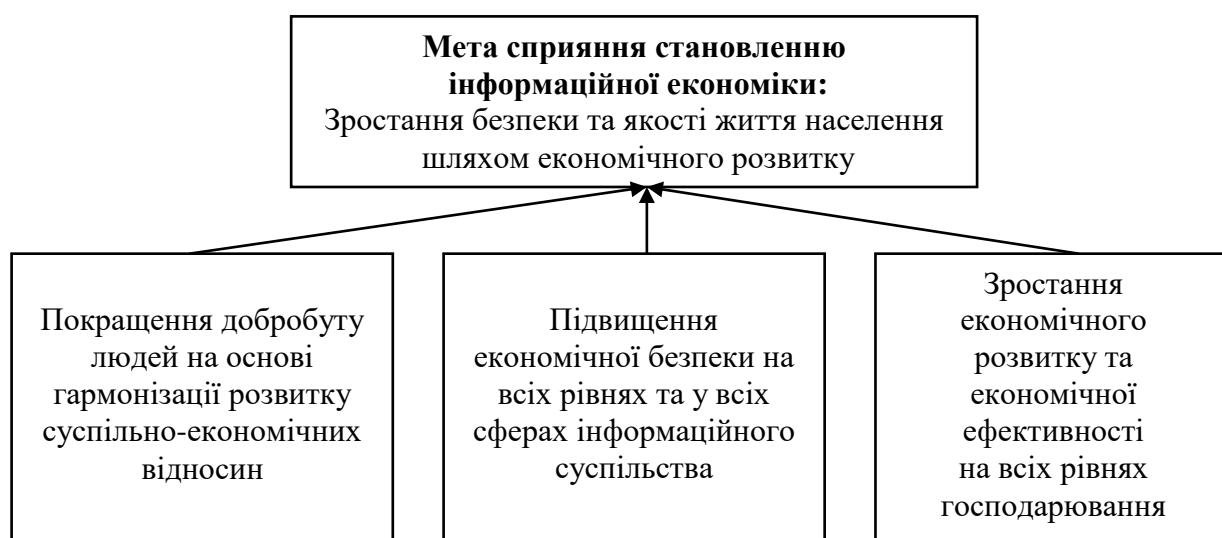 Мета сприяння становленню
інформаційної економіки:
Зростання безпеки та якості життя населення
шляхом економічного розвитку
Покращення добробуту
людей на основі
гармонізації розвитку
суспільно-економічних
відносин
Підвищення
економічної безпеки на
всіх рівнях та у всіх
сферах інформаційного
суспільства
Зростання
економічного
розвитку та
економічної
ефективності
на всіх рівнях
господарювання